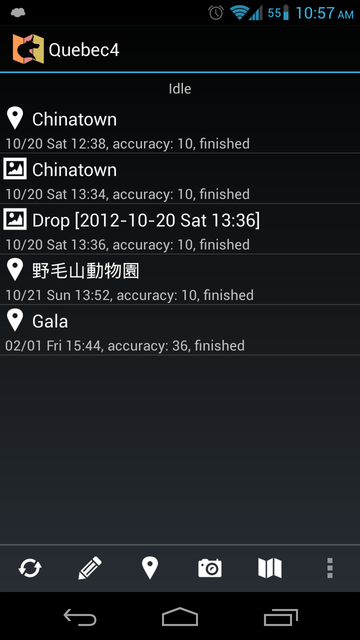 55 10:57 AM
Quebec4
Idle
Chinatown
10/20 Sat 12:38, accuracy: 10, finished
Chinatown
10/20 Sat 13:34, accuracy: 10, finished
Drop [2012-10-20 Sat 13:36]
10/20 Sat 13:36, accuracy: 10, finished
野毛山動物園
10/21 Sun 13:52, accuracy: 10, finished
Gala
02/01 Fri 15:44, accuracy: 36, finished